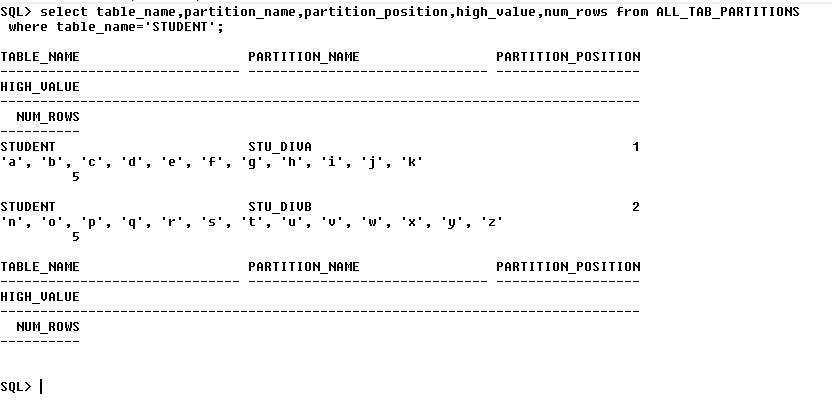 SQL> select table_name,partition_name,partition_position,high_value,num_rows from ALL_TAB_PARTITIONS
where table_name='STUDENT';
TABLE_NAME PARTITION_NAME PARTITION_POSITION
------------------------------ ------------------------------ ------------------
HIGH_VALUE
--------------------------------------------------------------------------------
NUM_ROWS
----------
STUDENT STU_DIVA 1
'a', 'b', 'c', 'd', 'e', 'f', 'g', 'h', 'i', 'j', 'k'
5
STUDENT STU_DIVB 2
'n', 'o', 'p', 'q', 'r', 's', 't', 'u', 'v', 'w', 'x', 'y', 'z'
5
TABLE_NAME PARTITION_NAME PARTITION_POSITION
------------------------------ ------------------------------ ------------------
HIGH_VALUE
--------------------------------------------------------------------------------
NUM_ROWS
----------
SQL>